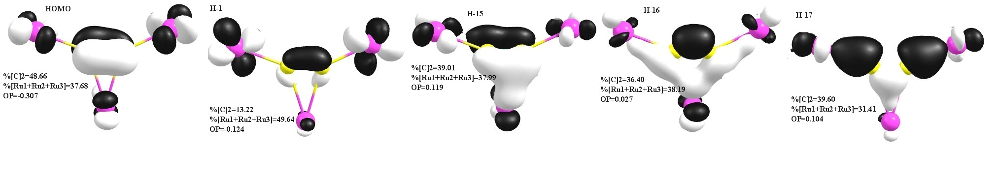 HOMO
%[C]2=48.66
%[Ru1+Ru2+Ru3]=37.68
OP=-0.307
H-1
%[C]2=13.22
%[Ru1+Ru2+Ru3]=49.64
OP=-0.124
H-15
%[C]2=39.01
%[Ru1+Ru2+Ru3]=37.99
OP=0.119
H-16
%[C]2=36.40
%[Ru1+Ru2+Ru3]=38.19
OP=0.027
H-17
%[C]2=39.60
%[Ru1+Ru2+Ru3]=31.41
OP=0.104